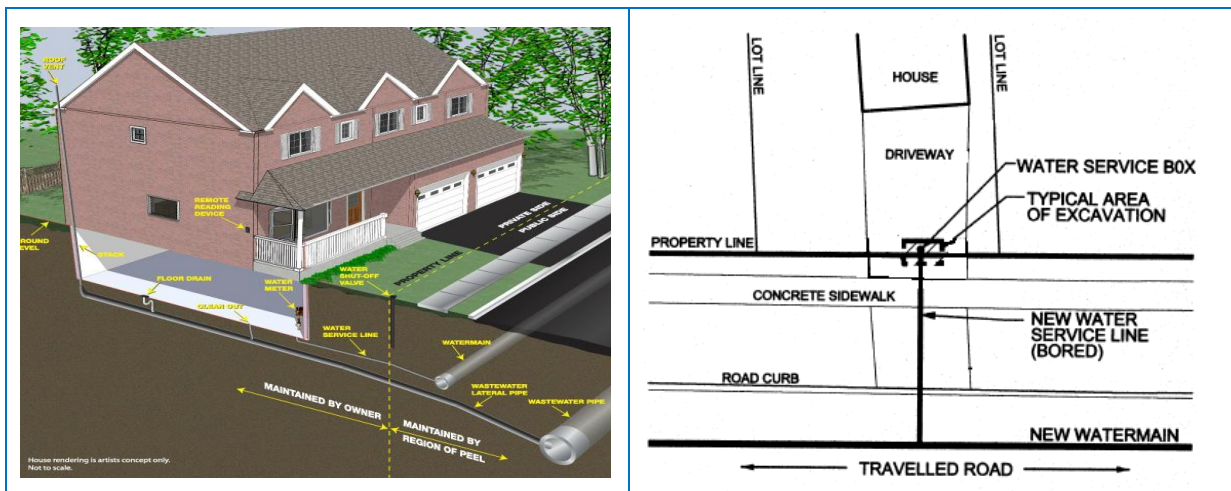 ROOF
VENT
REMOTE
READING
DEVICE
GROUND
LEVEL
STACK
FLOOR DRAIN
CLEAN OUT
WATER
METER
WATER
SHUT-OFF
VALVE
PROPERTY LINE
PRIVATE SIDE
PUBLIC SIDE
WATER
SERVICE LINE
WATERMAIN
WASTEWATER
LATERAL PIPE
WASTEWATER PIPE
MAINTAINED BY OWNER
MAINTAINED BY
REGION OF PEEL
House rendering is artists concept only.
Not to scale.
LOT LINE
HOUSE
LOT LINE
DRIVEWAY
WATER SERVICE BOX
TYPICAL AREA
OF EXCAVATION
PROPERTY LINE
CONCRETE SIDEWALK
NEW WATER
SERVICE LINE
(BORED)
ROAD CURB
NEW WATERMAIN
TRAVELLED ROAD